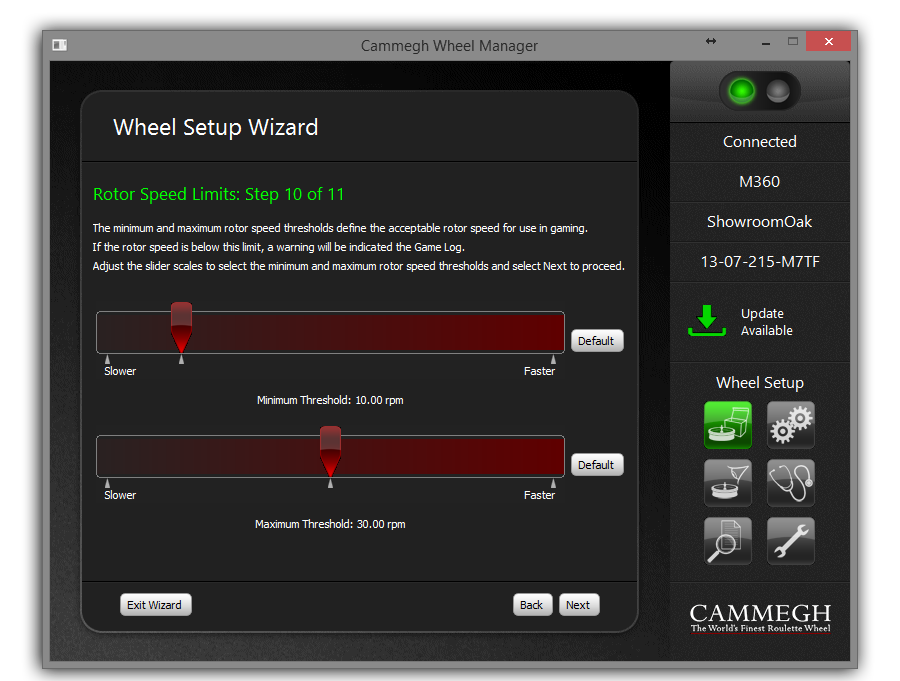 Cammegh Wheel Manager
Wheel Setup Wizard
Rotor Speed Limits: Step 10 of 11
The minimum and maximum rotor speed thresholds define the acceptable rotor speed for use in gaming.
If the rotor speed is below this limit, a warning will be indicated the Game Log.
Adjust the slider scales to select the minimum and maximum rotor speed thresholds and select Next to proceed.
Default
Slower
Faster
Minimum Threshold: 10.00 rpm
Default
Slower
Faster
Maximum Threshold: 30.00 rpm
Exit Wizard
Back
Next
Connected
M360
ShowroomOak
13-07-215-M7TF
Update
Available
Wheel Setup
CAMMEGH
The World's Finest Roulette Wheel